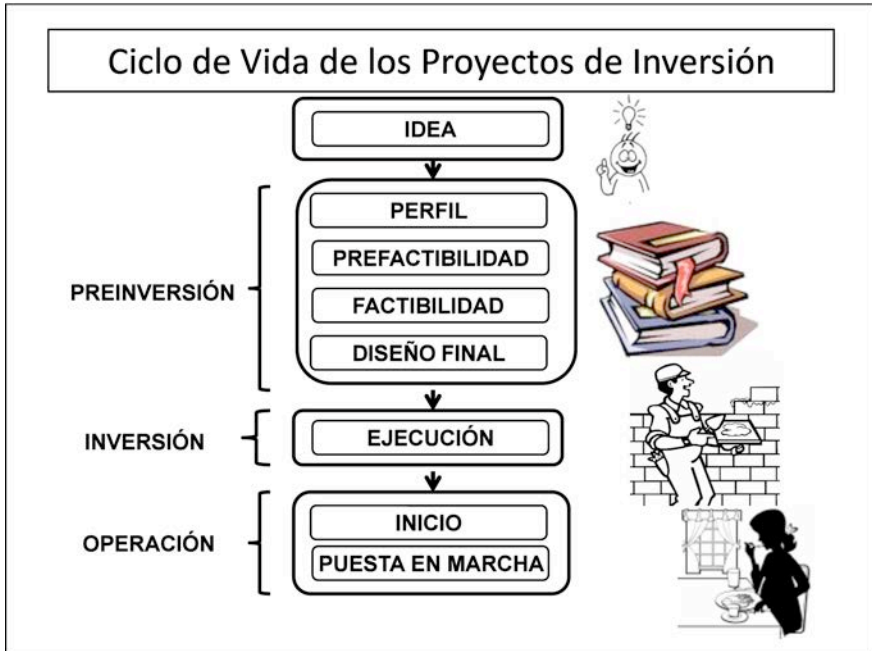 Ciclo de Vida de los Proyectos de Inversión
IDEA
PREINVERSIÓN
PERFIL
PREFACTIBILIDAD
FACTIBILIDAD
DISEÑO FINAL
INVERSIÓN
EJECUCIÓN
OPERACIÓN
INICIO
PUESTA EN MARCHA